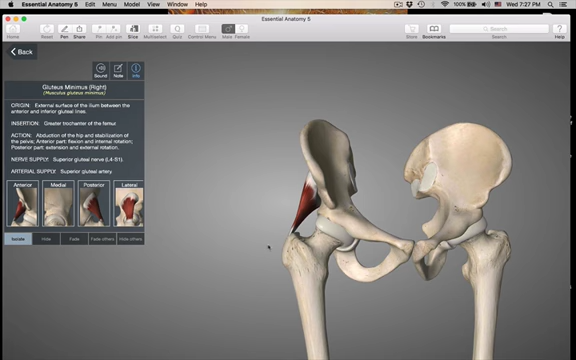 Essential Anatomy 5 File Edit Menu Model View Window Help 100% Wed 7:27 PM
Essential Anatomy 5
Home Reset Pen Share Add pin Slice Multiselect Quiz Control Menu Male Female Store Bookmarks Search Help
Back
Sound Note Info
Gluteus Minimus (Right)
(Musculus gluteus minimus)
ORIGIN: External surface of the ilium between the
anterior and inferior gluteal lines.
INSERTION: Greater trochanter of the femur.
ACTION: Abduction of the hip and stabilization of
the pelvis; Anterior part: flexion and internal rotation;
Posterior part: extension and external rotation.
NERVE SUPPLY: Superior gluteal nerve (L4-S1).
ARTERIAL SUPPLY: Superior gluteal artery.
Anterior Medial Posterior Lateral
Isolate Hide Fade Fade others Hide others